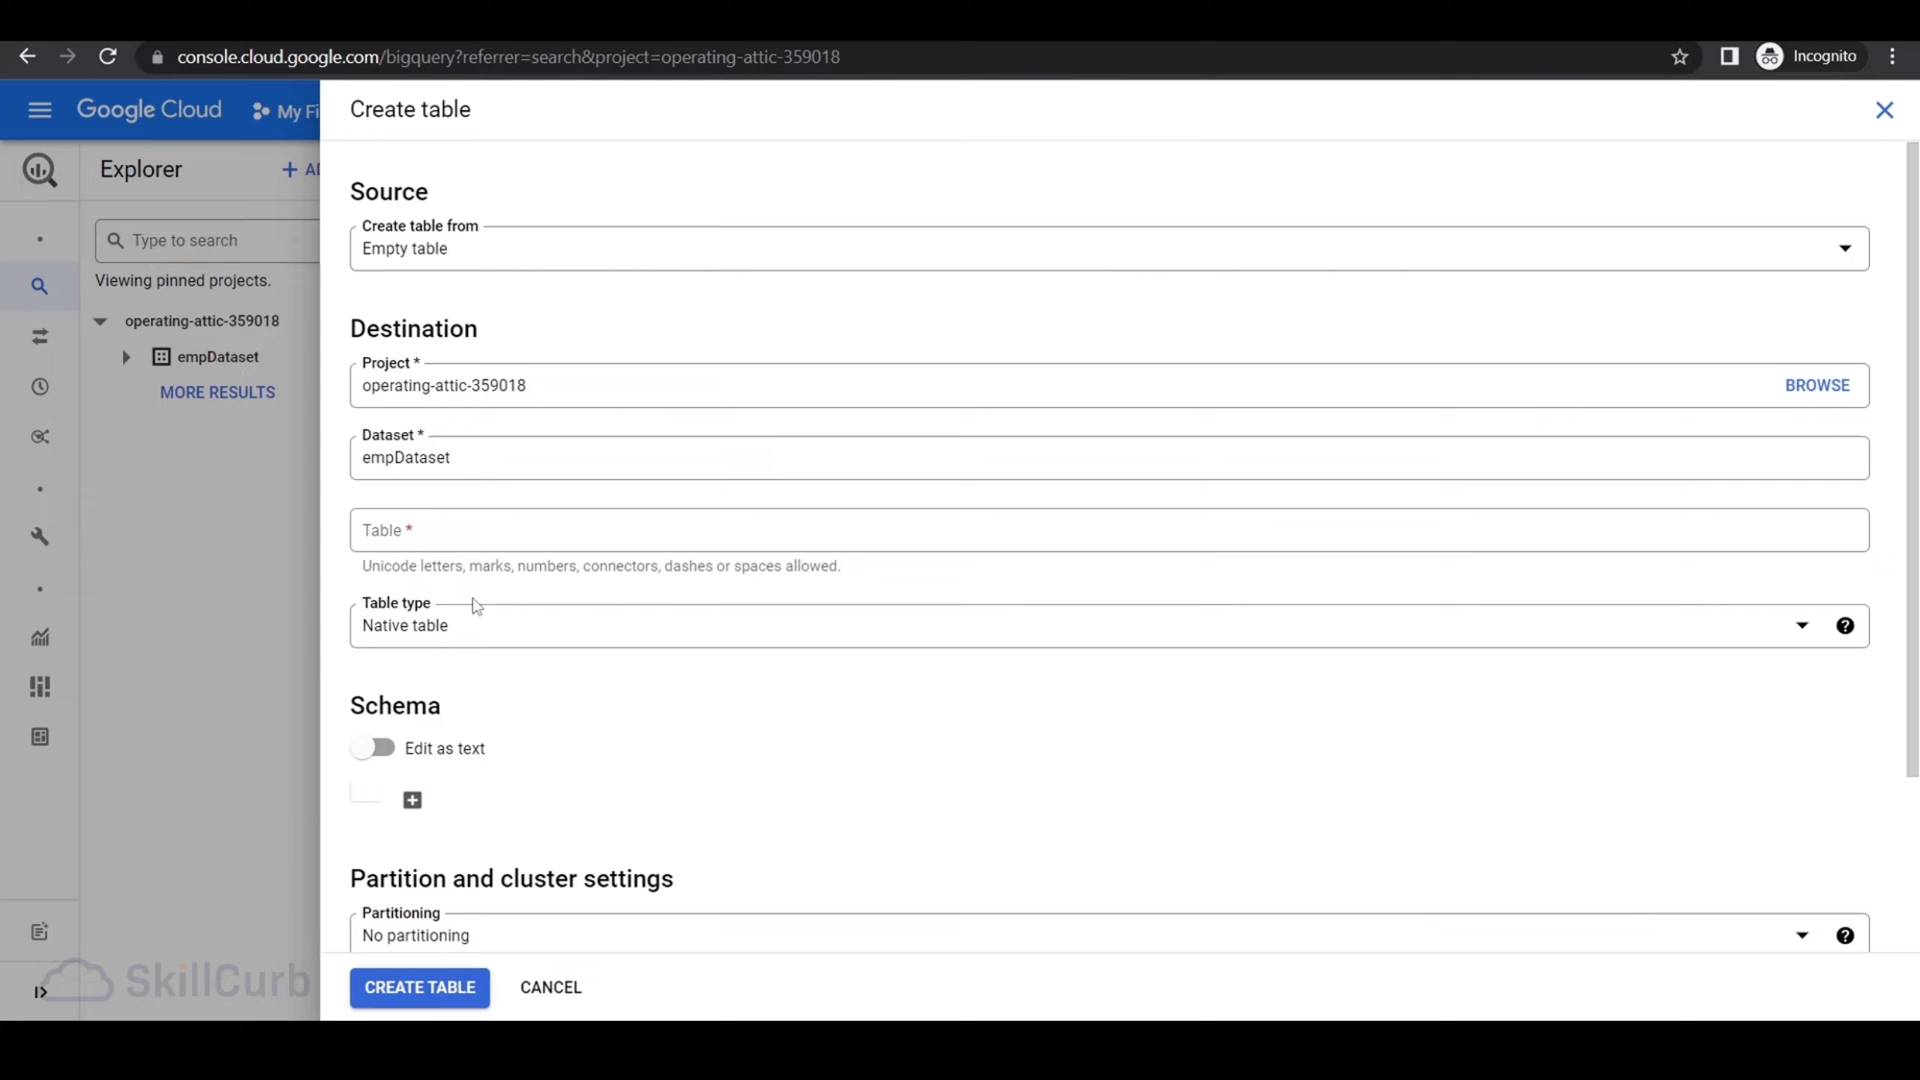 console.cloud.google.com/bigquery?referrer=search&project=operating-attic-359018
Incognito
Google Cloud
My Fi
Create table
Explorer
+ AD
Type to search
Viewing pinned projects.
operating-attic-359018
empDataset
MORE RESULTS
Source
Create table from
Empty table
Destination
Project *
operating-attic-359018
BROWSE
Dataset *
empDataset
Table *
Unicode letters, marks, numbers, connectors, dashes or spaces allowed.
Table type
Native table
Schema
Edit as text
Partition and cluster settings
Partitioning
No partitioning
CREATE TABLE
CANCEL
SkillCurb